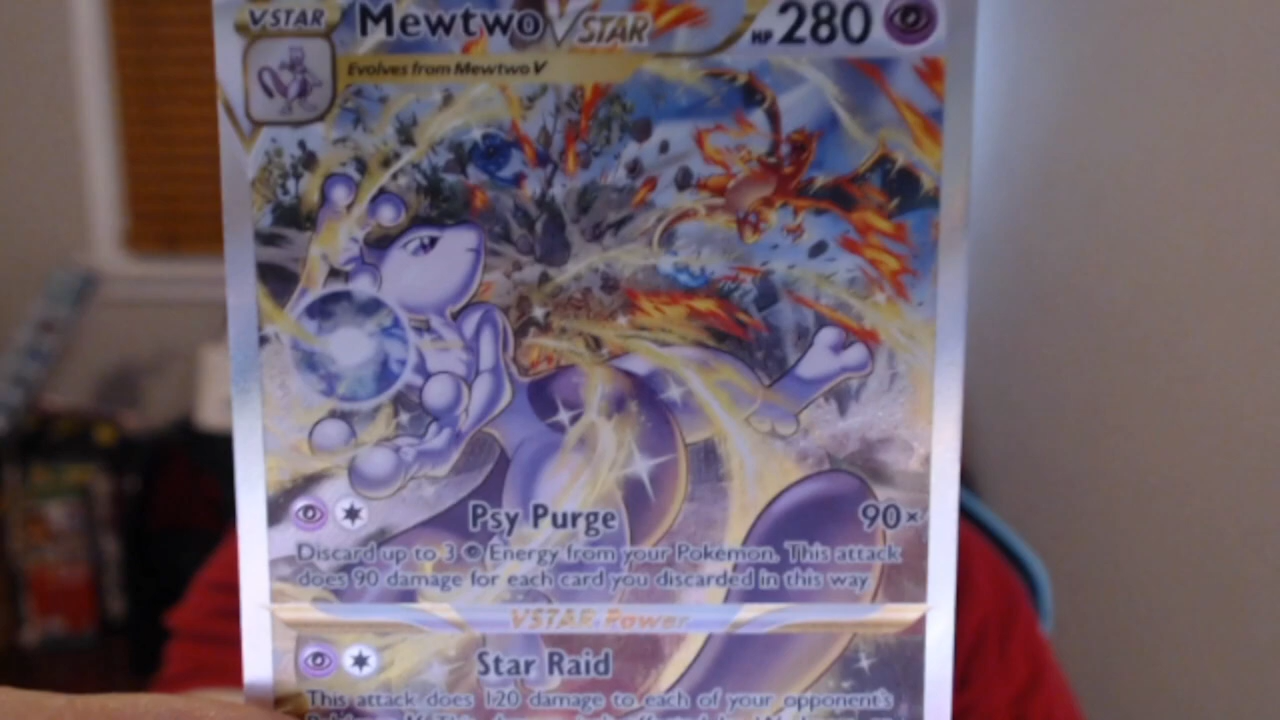 VSTAR Mewtwo VSTAR HP 280
Evolves from Mewtwo V
Psy Purge 90×
Discard up to 3 Energy from your Pokémon. This attack
does 90 damage for each card you discarded in this way
VSTAR Power
Star Raid
This attack does 120 damage to each of your opponent's